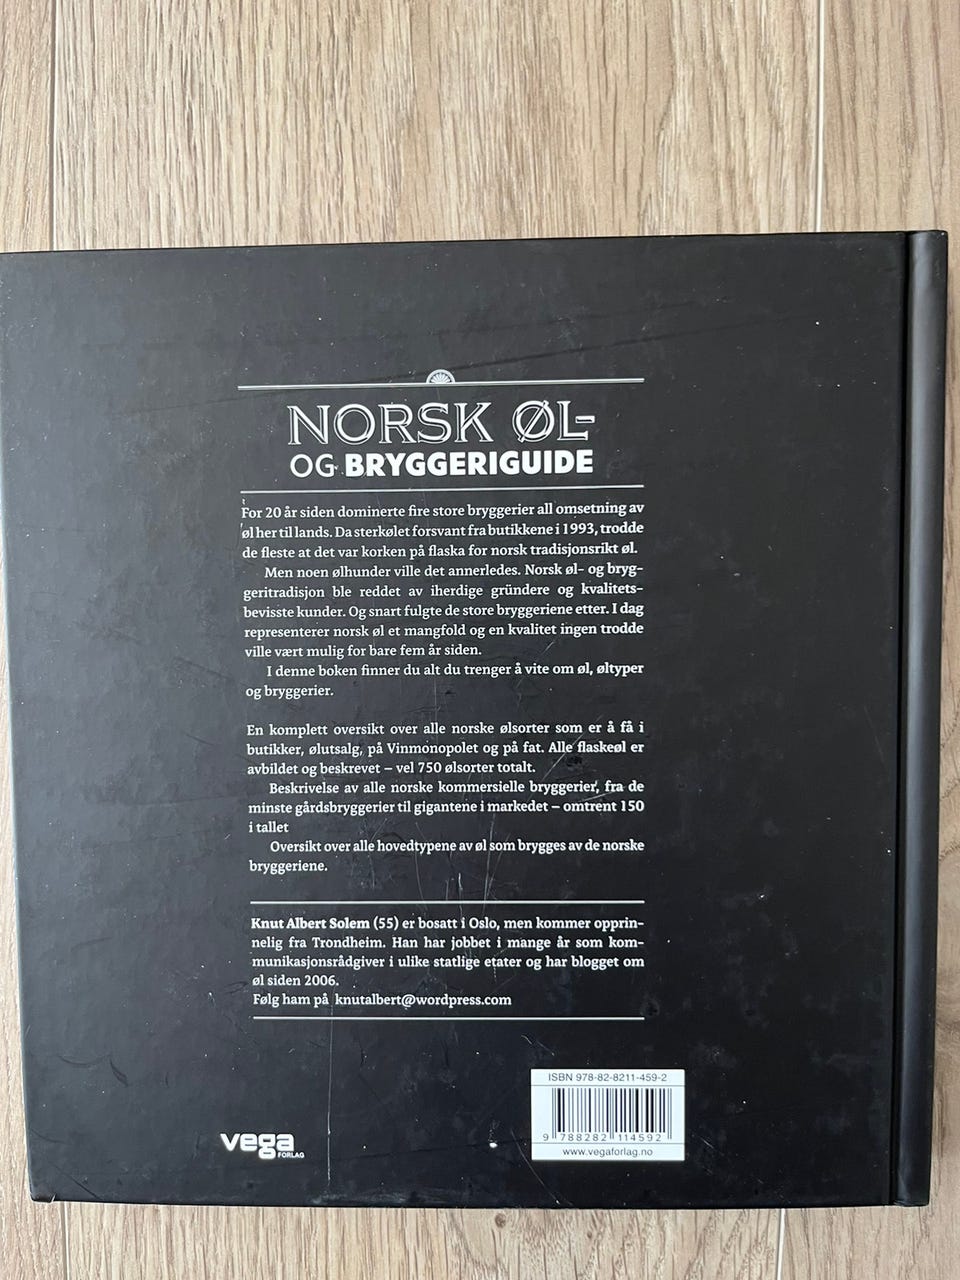 NORSK ØL-
OG BRYGGERIGUIDE
For 20 år siden dominerte fire store bryggerier all omsetning av
øl her til lands. Da sterkølet forsvant fra butikkene i 1993, trodde
de fleste at det var korken på flaska for norsk tradisjonsrikt øl.
Men noen ølhunder ville det annerledes. Norsk øl- og bryg-
geritradisjon ble reddet av iherdige gründere og kvalitets-
bevisste kunder. Og snart fulgte de store bryggeriene etter. I dag
representerer norsk øl et mangfold og en kvalitet ingen trodde
ville vært mulig for bare fem år siden.
I denne boken finner du alt du trenger å vite om øl, øltyper
og bryggerier.
En komplett oversikt over alle norske ølsorter som er å få i
butikker, ølutsalg, på Vinmonopolet og på fat. Alle flaskeøl er
avbildet og beskrevet – vel 750 ølsorter totalt.
Beskrivelse av alle norske kommersielle bryggerier, fra de
minste gårdsbryggerier til gigantene i markedet – omtrent 150
i tallet
Oversikt over alle hovedtypene av øl som brygges av de norske
bryggeriene.
Knut Albert Solem (55) er bosatt i Oslo, men kommer opprin-
nelig fra Trondheim. Han har jobbet i mange år som kom-
munikasjonsrådgiver i ulike statlige etater og har blogget om
øl siden 2006.
Følg ham på knutalbert@wordpress.com
ISBN 978-82-8211-459-2
9 788282 114592
www.vegaforlag.no
vega
FORLAG